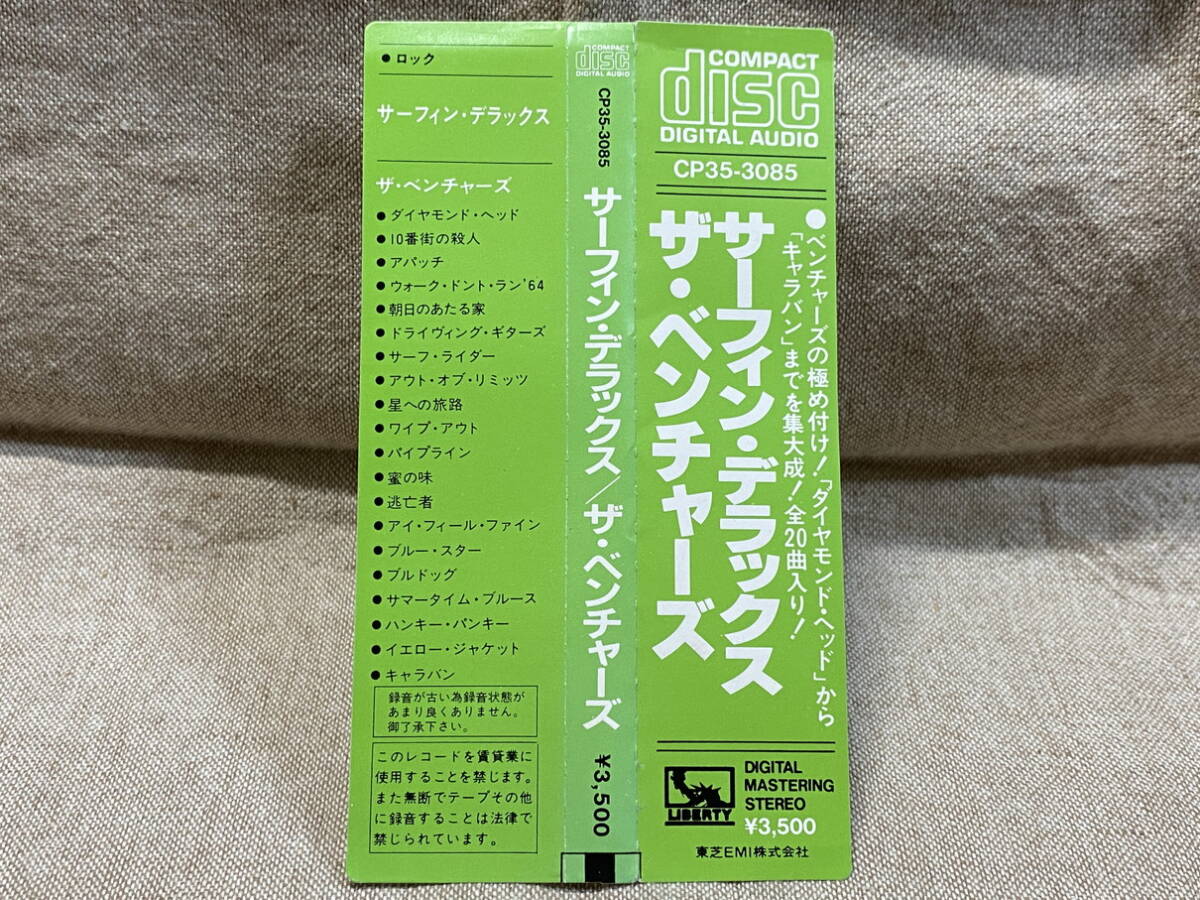 ● ロック
サーフィン・デラックス
ザ・ベンチャーズ
● ダイヤモンド・ヘッド
● 10番街の殺人
● アパッチ
● ウォーク・ドント・ラン'64
● 朝日のあたる家
● ドライヴィング・ギターズ
● サーフ・ライダー
● アウト・オブ・リミッツ
● 星への旅路
● ワイプ・アウト
● パイプライン
● 蜜の味
● 逃亡者
● アイ・フィール・ファイン
● ブルー・スター
● ブルドッグ
● サマータイム・ブルース
● ハンキー・パンキー
● イエロー・ジャケット
● キャラバン
録音が古い為録音状態が
あまり良くありません。
御了承下さい。
このレコードを賃貸業に
使用することを禁じます。
また無断でテープその他
に録音することは法律で
禁じられています。
COMPACT
disc
DIGITAL AUDIO
CP35-3085
サーフィン・デラックス/ザ・ベンチャーズ
¥3,500
COMPACT
disc
DIGITAL AUDIO
CP35-3085
●ベンチャーズの極め付け!「ダイヤモンド・ヘッド」から
「キャラバン」までを集大成!全20曲入り!
サーフィン・デラックス
ザ・ベンチャーズ
LIBERTY
DIGITAL
MASTERING
STEREO
¥3,500
東芝EMI株式会社